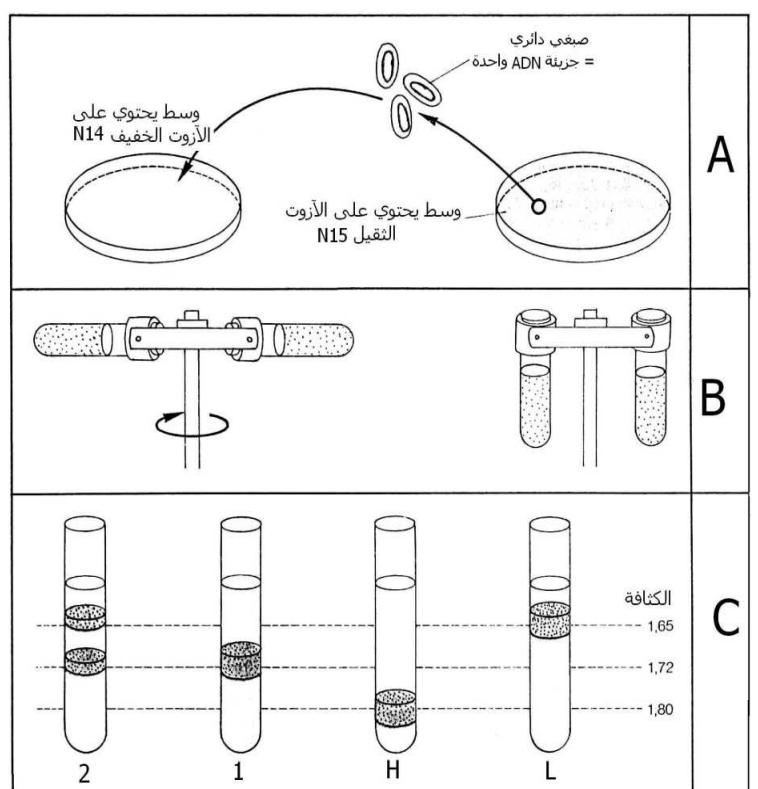 صبغي دائري
= جزيئة ADN واحدة
وسط يحتوي على
الآزوت الخفيف N14
وسط يحتوي على الآزوت
الثقيل N15
A
B
الكثافة
1,65
1,72
1,80
C
2
1
H
L